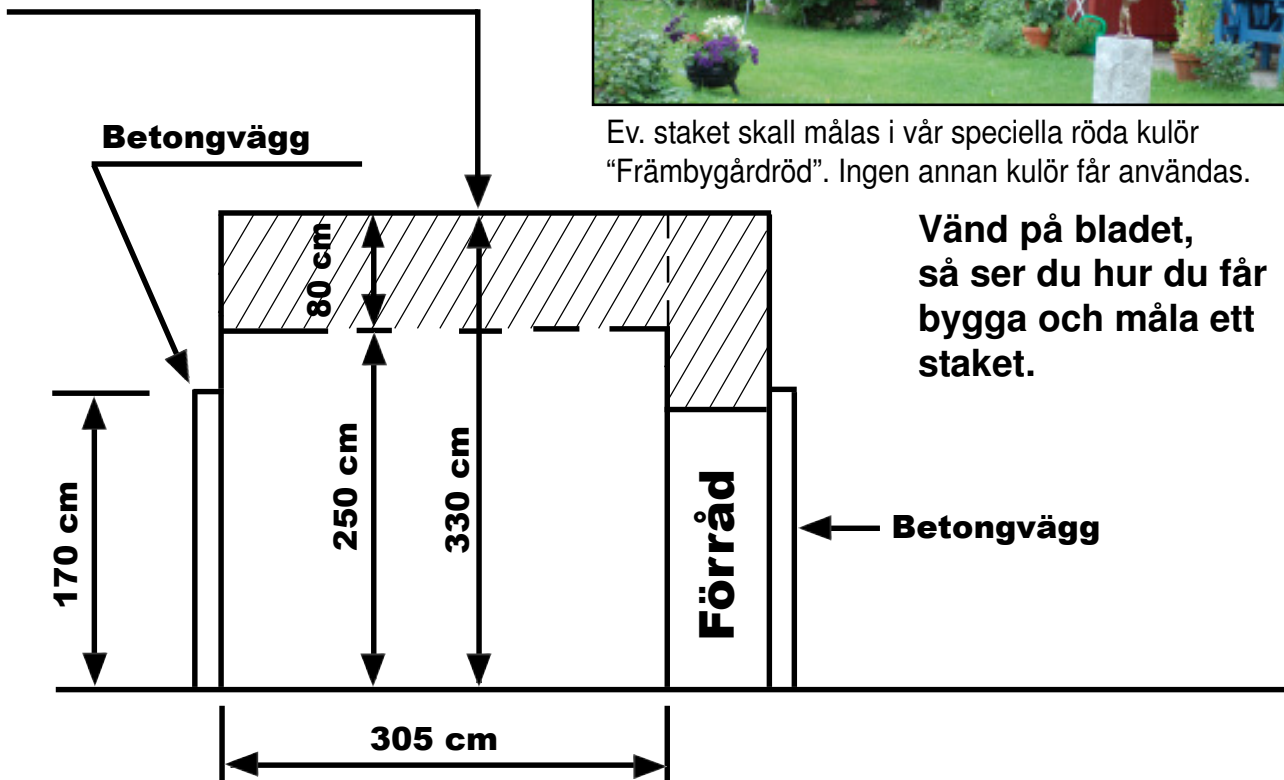 Ev. staket skall målas i vår speciella röda kulör
“Främbygårdröd”. Ingen annan kulör får användas.
Vänd på bladet,
så ser du hur du får
bygga och måla ett
staket.
Betongvägg
80 cm
170 cm
250 cm
330 cm
Förråd
Betongvägg
305 cm